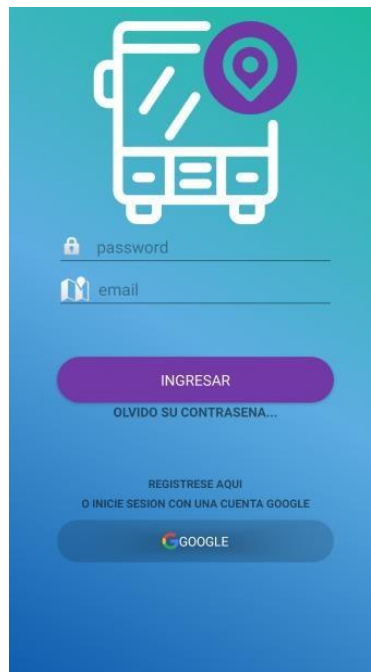 password
email
INGRESAR
OLVIDO SU CONTRASENA...
REGISTRESE AQUI
O INICIE SESION CON UNA CUENTA GOOGLE
GOOGLE